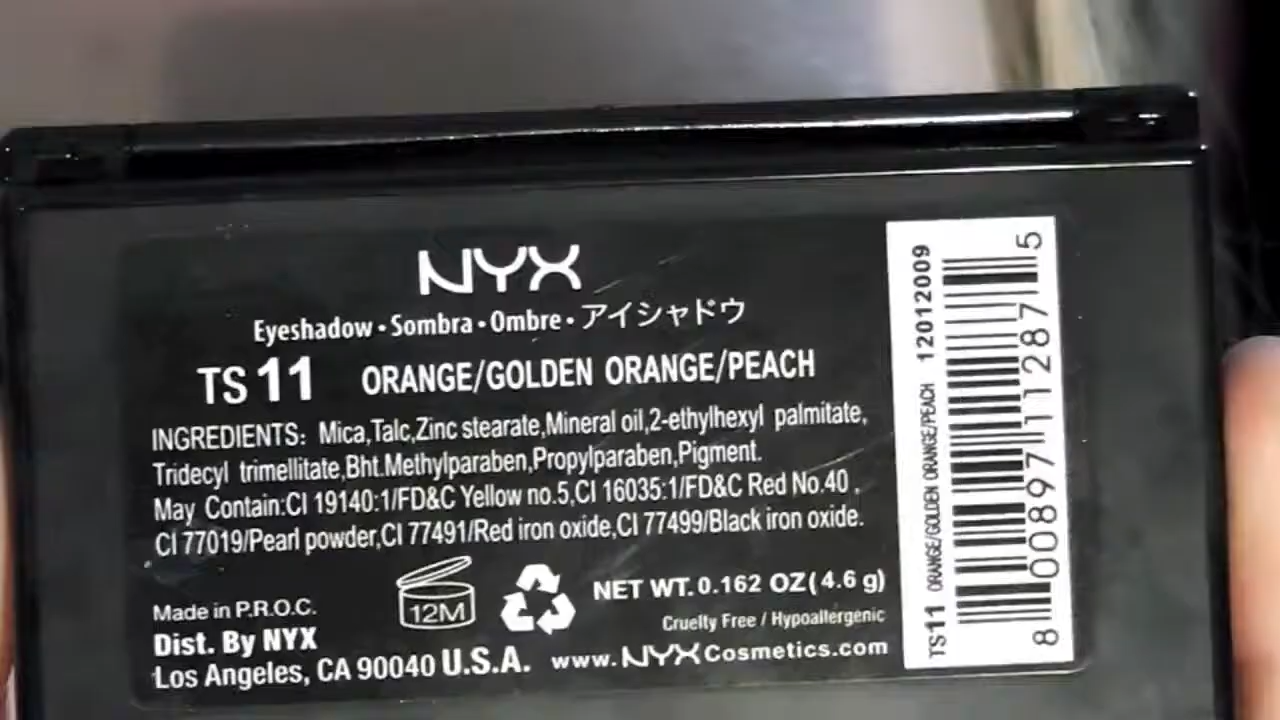 NYX
Eyeshadow • Sombra • Ombre • アイシャドウ
TS 11 ORANGE/GOLDEN ORANGE/PEACH
INGREDIENTS: Mica,Talc,Zinc stearate,Mineral oil,2-ethylhexyl palmitate,
Tridecyl trimellitate,Bht.Methylparaben,Propylparaben,Pigment.
May Contain:CI 19140:1/FD&C Yellow no.5,CI 16035:1/FD&C Red No.40 ,
CI 77019/Pearl powder,CI 77491/Red iron oxide,CI 77499/Black iron oxide.
12M
NET WT. 0.162 OZ( 4.6 g)
Made in P.R.O.C.
Cruelty Free / Hypoallergenic
Dist. By NYX
Los Angeles, CA 90040 U.S.A.
www.NYXCosmetics.com
TS11 ORANGE/GOLDEN ORANGE/PEACH 12012009
8 00897 11287 5